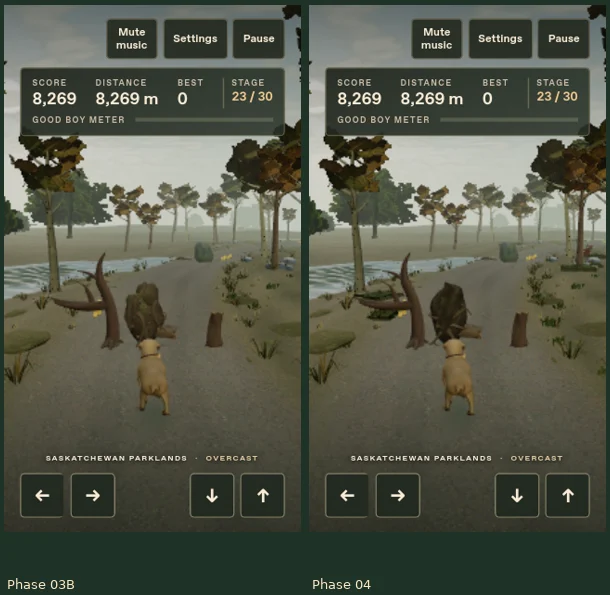 Mute music
Settings
Pause
SCORE
DISTANCE
BEST
STAGE
8,269
8,269 m
0
23 / 30
GOOD BOY METER
SASKATCHEWAN PARKLANDS · OVERCAST
Phase 03B
Mute music
Settings
Pause
SCORE
DISTANCE
BEST
STAGE
8,269
8,269 m
0
23 / 30
GOOD BOY METER
SASKATCHEWAN PARKLANDS · OVERCAST
Phase 04